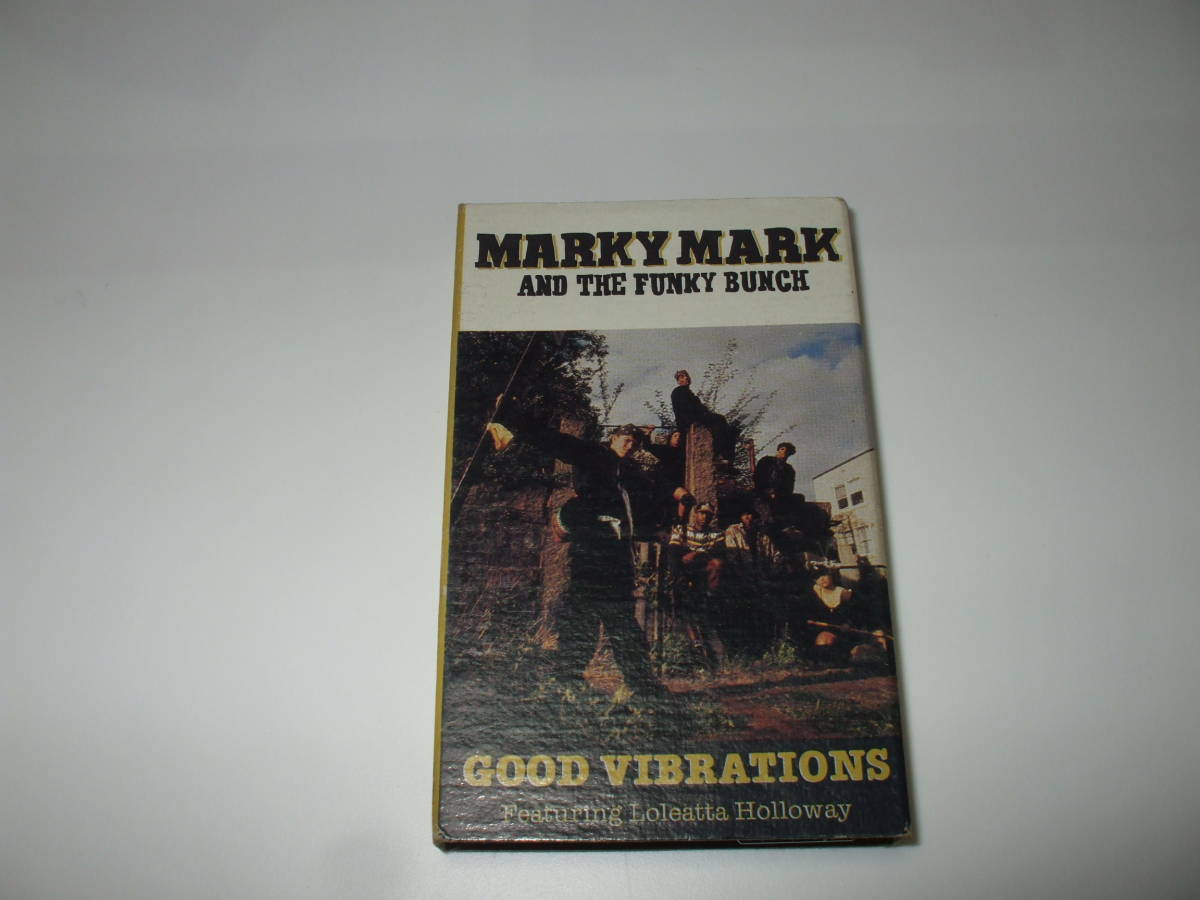 MARKY MARK
AND THE FUNKY BUNCH
GOOD VIBRATIONS
Featuring Loleatta Holloway